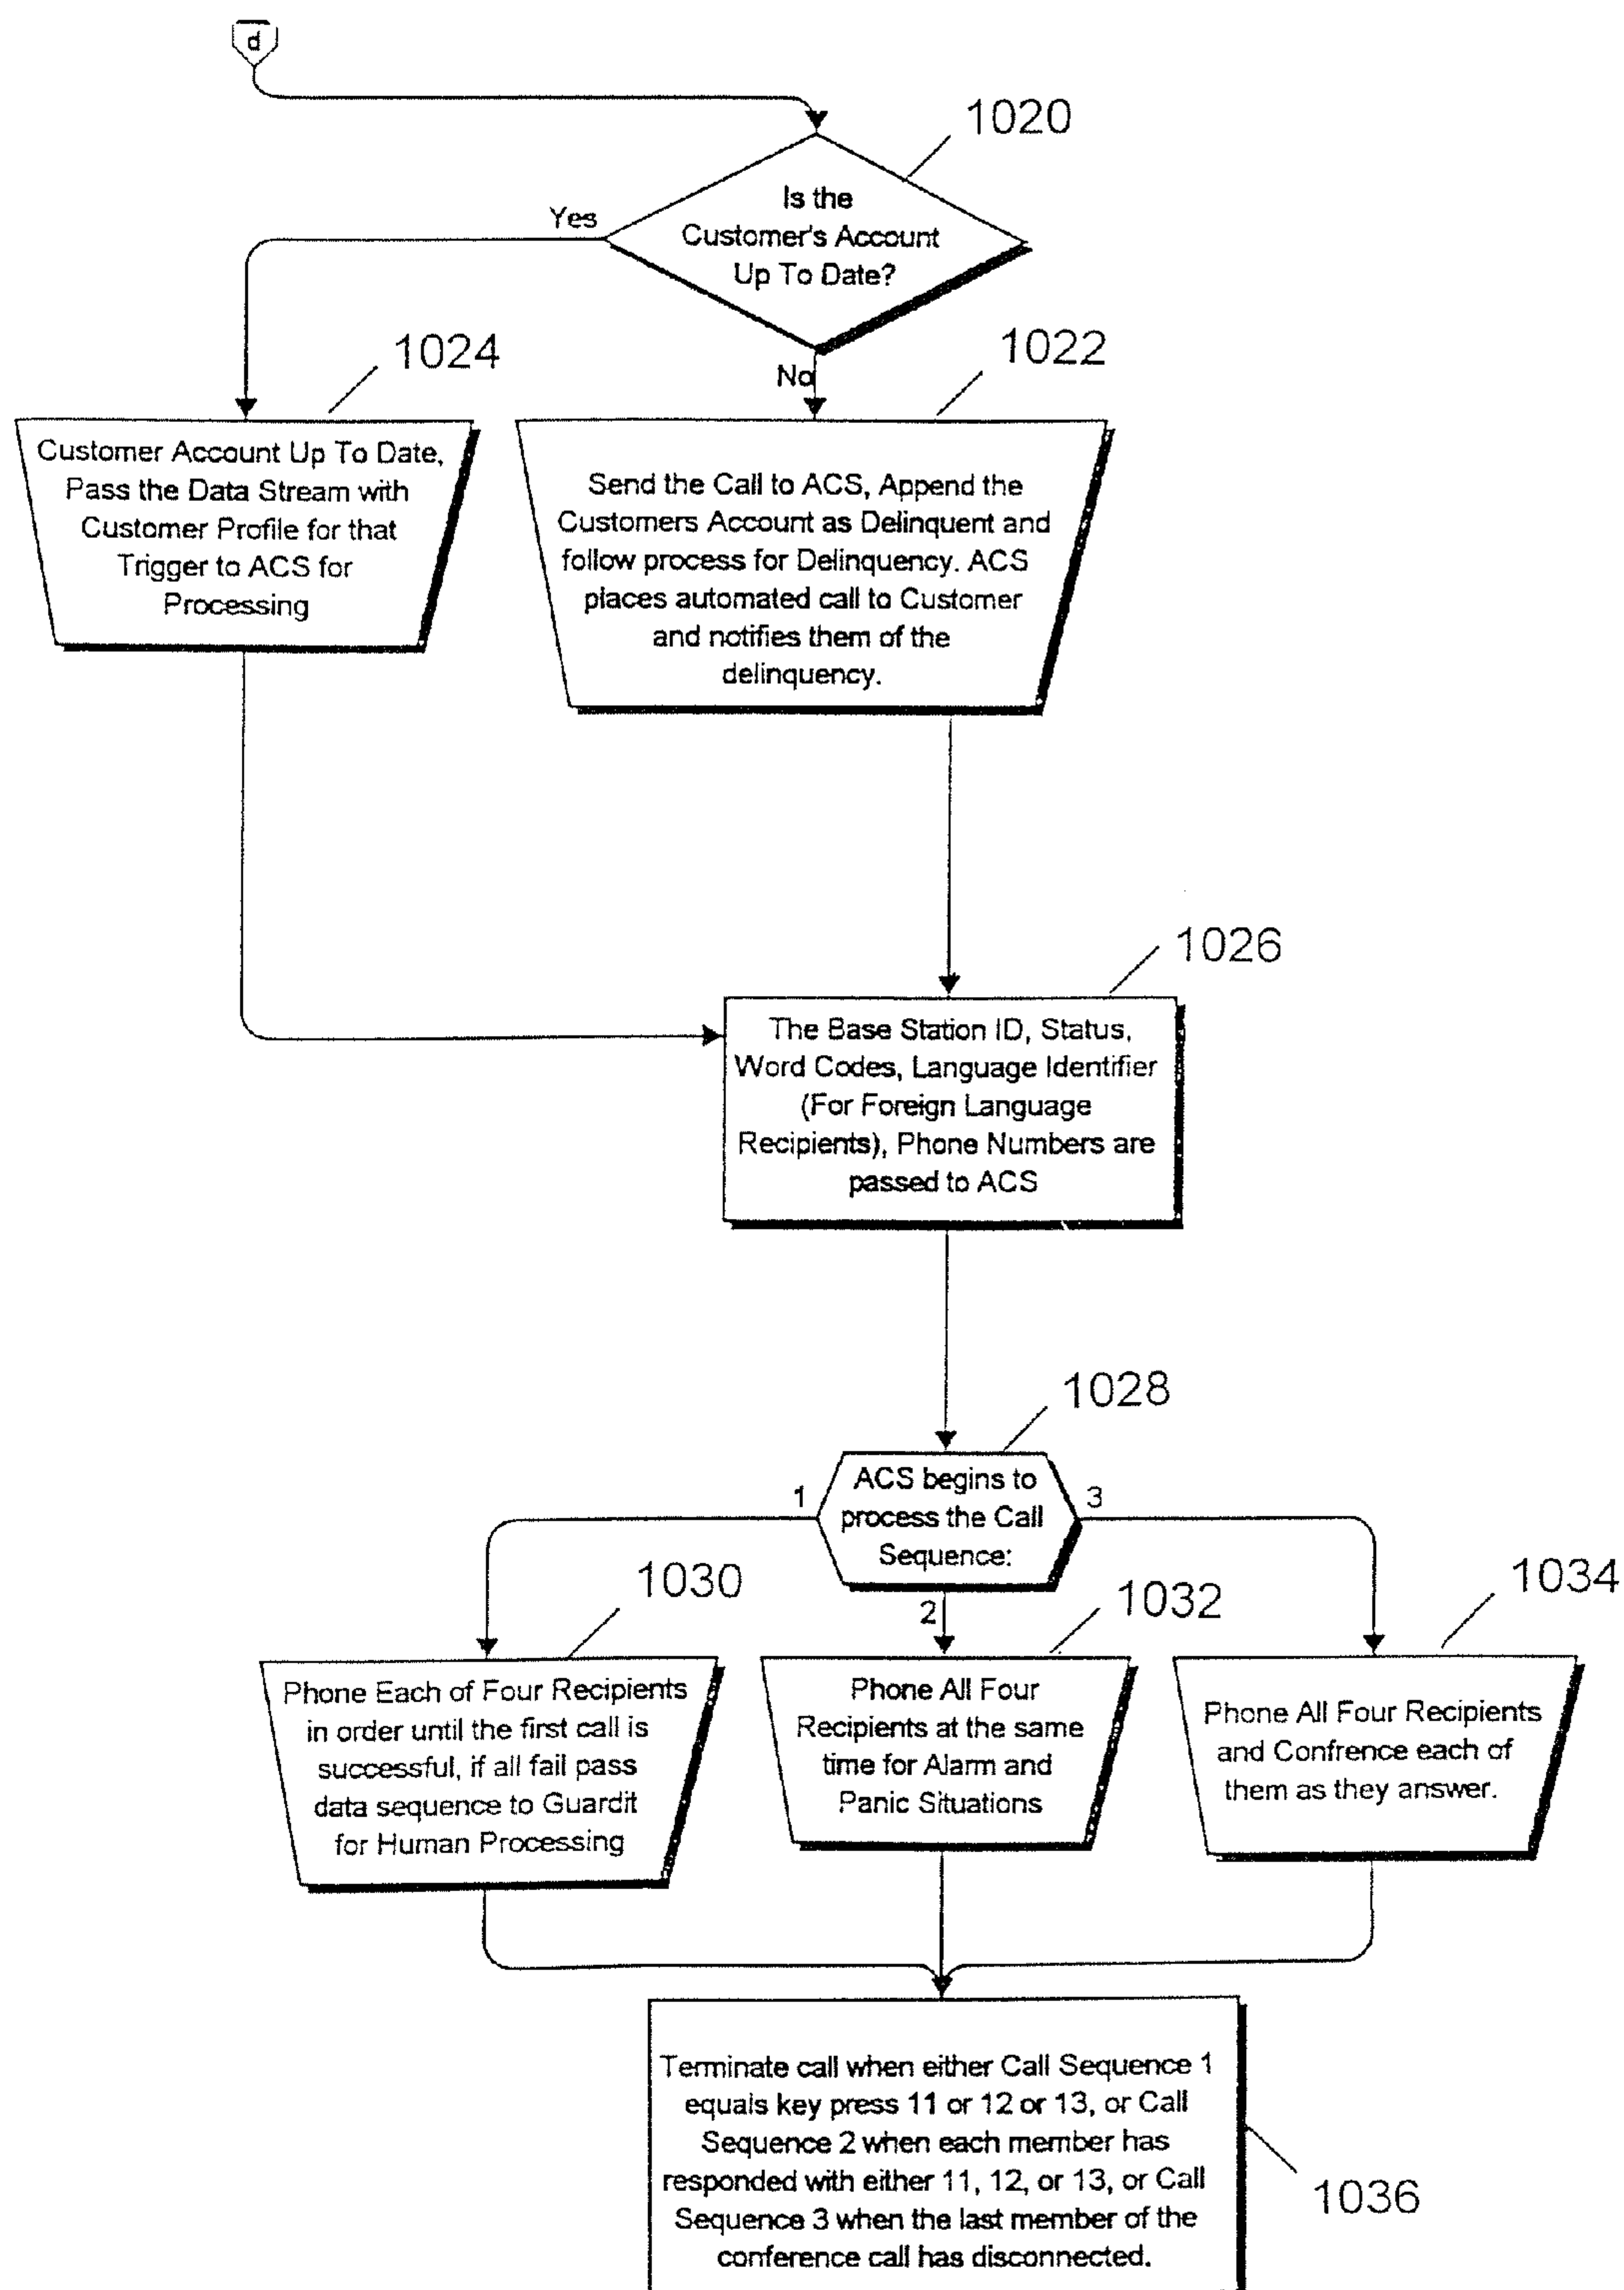 d
1020
Is the
Customer's Account
Up To Date?
Yes
No
1024
1022
Customer Account Up To Date,
Pass the Data Stream with
Customer Profile for that
Trigger to ACS for
Processing
Send the Call to ACS, Append the
Customers Account as Delinquent and
follow process for Delinquency. ACS
places automated call to Customer
and notifies them of the
delinquency.
1026
The Base Station ID, Status,
Word Codes, Language Identifier
(For Foreign Language
Recipients), Phone Numbers are
passed to ACS
1028
ACS begins to
process the Call
Sequence:
1
2
3
1030
1032
1034
Phone Each of Four Recipients
in order until the first call is
successful, if all fail pass
data sequence to Guardit
for Human Processing
Phone All Four
Recipients at the same
time for Alarm and
Panic Situations
Phone All Four Recipients
and Confrence each of
them as they answer.
Terminate call when either Call Sequence 1
equals key press 11 or 12 or 13, or Call
Sequence 2 when each member has
responded with either 11, 12, or 13, or Call
Sequence 3 when the last member of the
conference call has disconnected.
1036